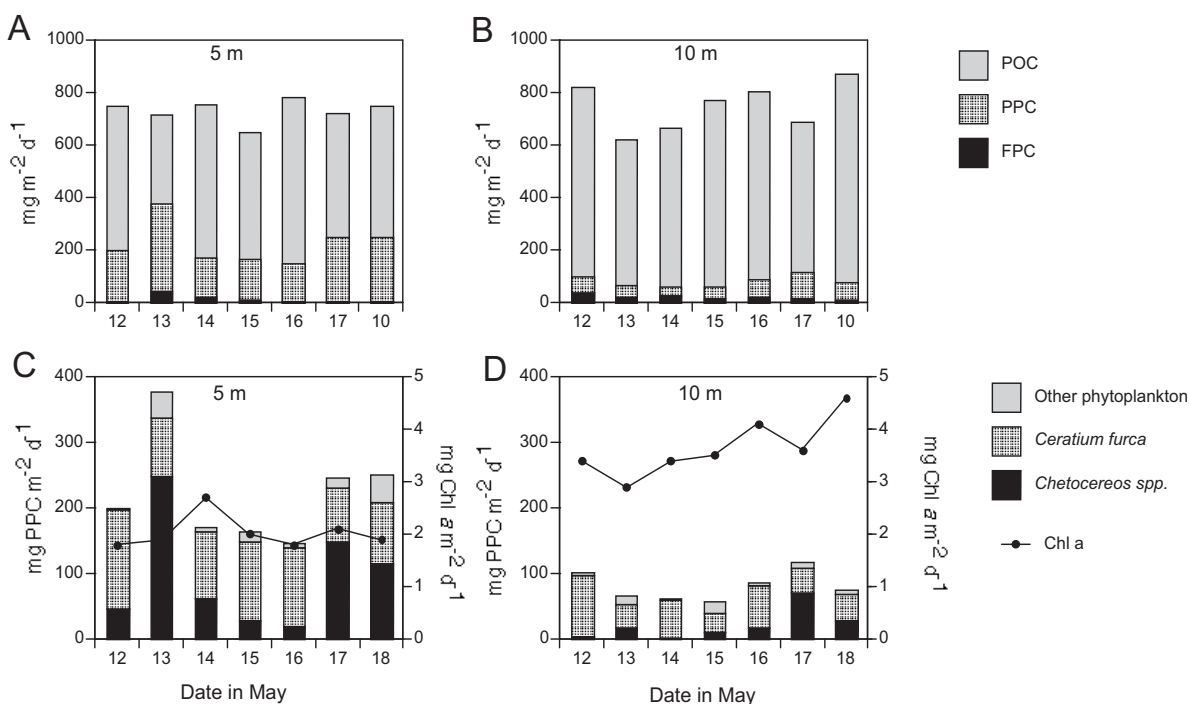 A
5 m
1000
800
600
400
200
0
mg m⁻² d⁻¹
12 13 14 15 16 17 10
B
10 m
1000
800
600
400
200
0
mg m⁻² d⁻¹
12 13 14 15 16 17 10
POC
PPC
FPC
C
5 m
400
300
200
100
0
mg PPC m⁻² d⁻¹
5
4
3
2
1
0
mg Chl a m⁻² d⁻¹
12 13 14 15 16 17 18
Date in May
D
10 m
400
300
200
100
0
mg PPC m⁻² d⁻¹
5
4
3
2
1
0
mg Chl a m⁻² d⁻¹
12 13 14 15 16 17 18
Date in May
Other phytoplankton
Ceratium furca
Chetocereos spp.
Chl a